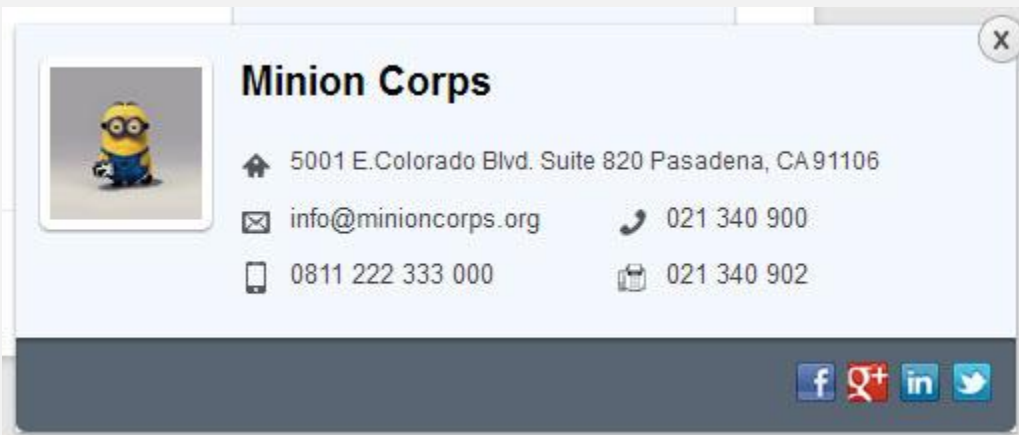 X
Minion Corps
5001 E.Colorado Blvd. Suite 820 Pasadena, CA 91106
info@minioncorps.org 021 340 900
0811 222 333 000 021 340 902
f g+ in